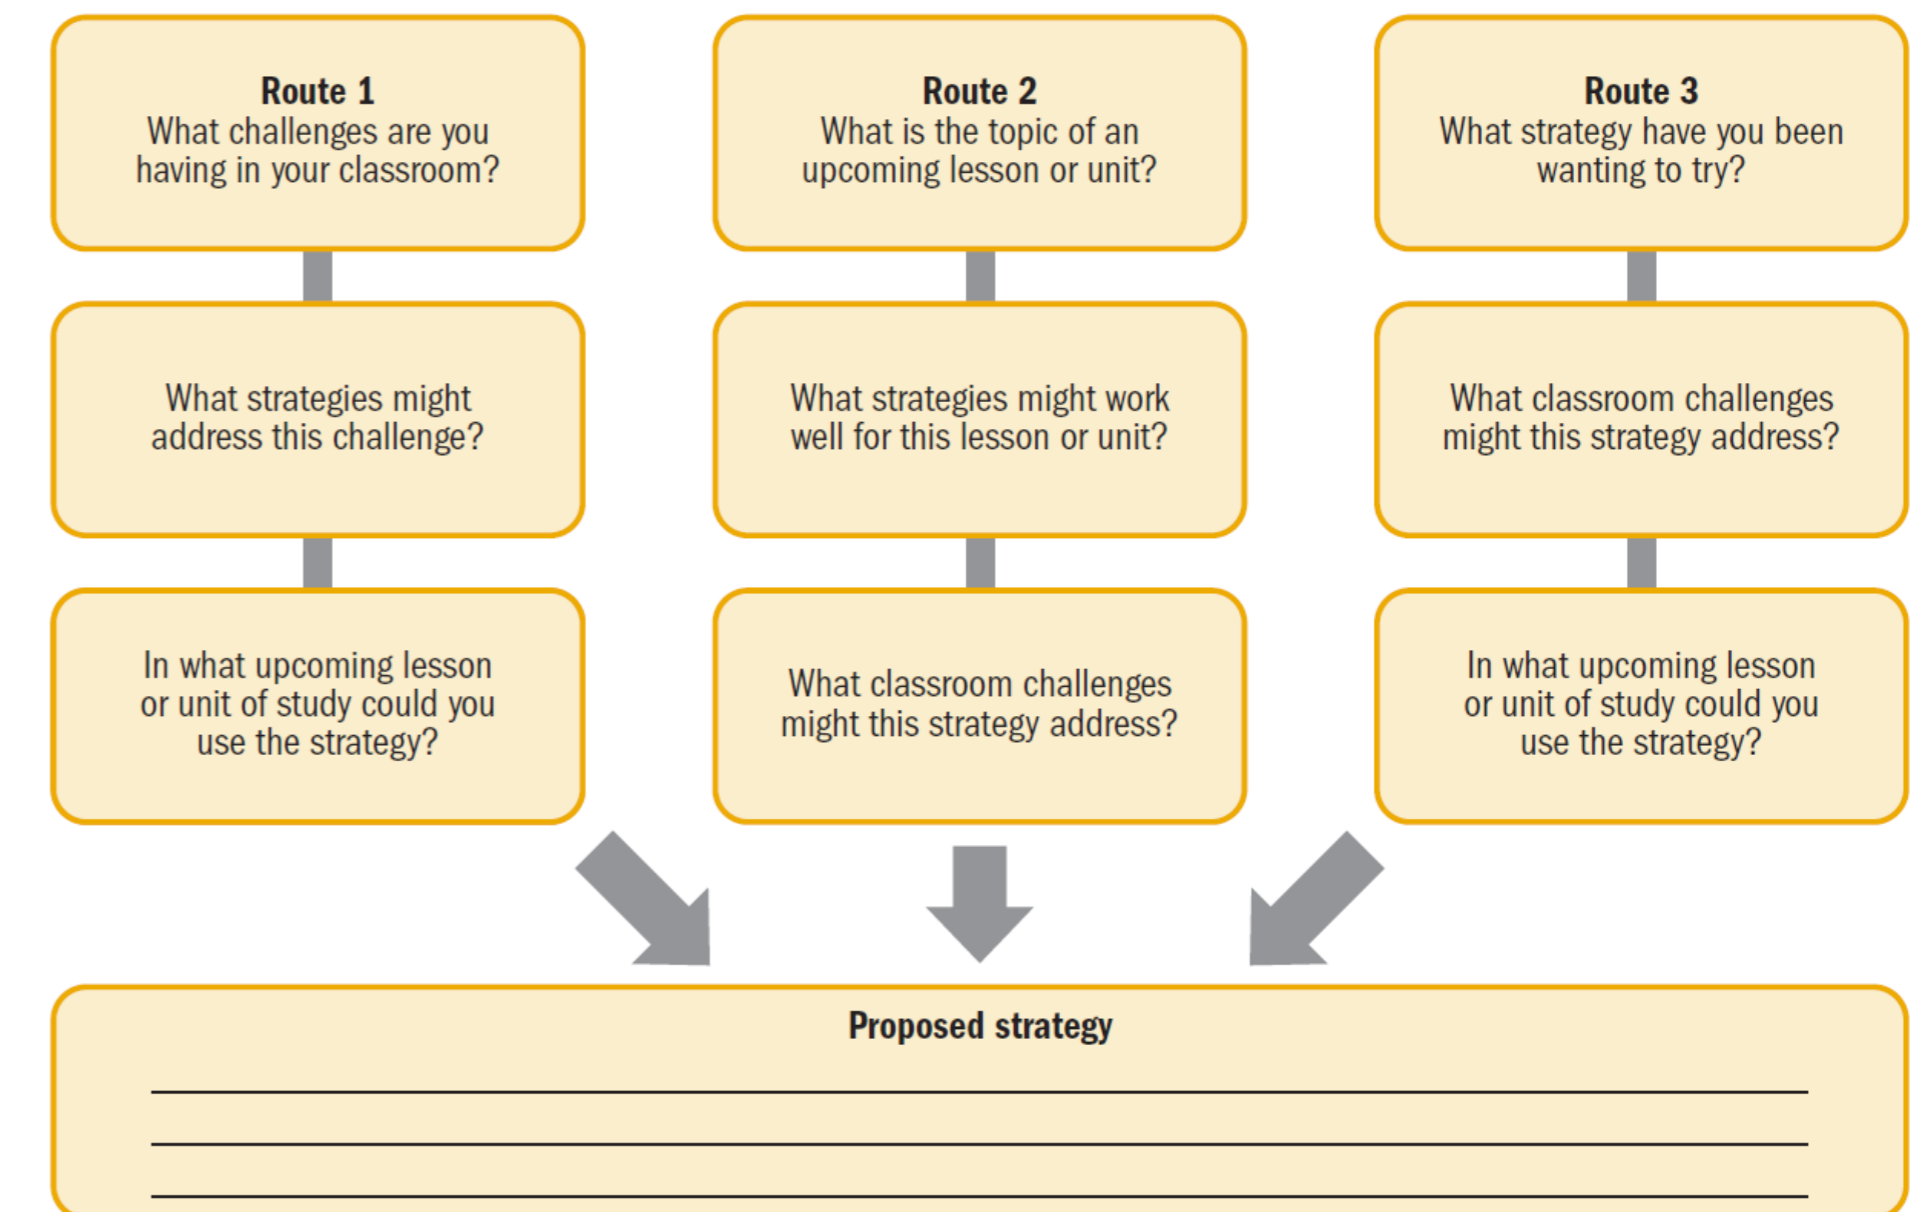 Route 1
What challenges are you
having in your classroom?
What strategies might
address this challenge?
In what upcoming lesson
or unit of study could you
use the strategy?
Route 2
What is the topic of an
upcoming lesson or unit?
What strategies might work
well for this lesson or unit?
What classroom challenges
might this strategy address?
Route 3
What strategy have you been
wanting to try?
What classroom challenges
might this strategy address?
In what upcoming lesson
or unit of study could you
use the strategy?
Proposed strategy